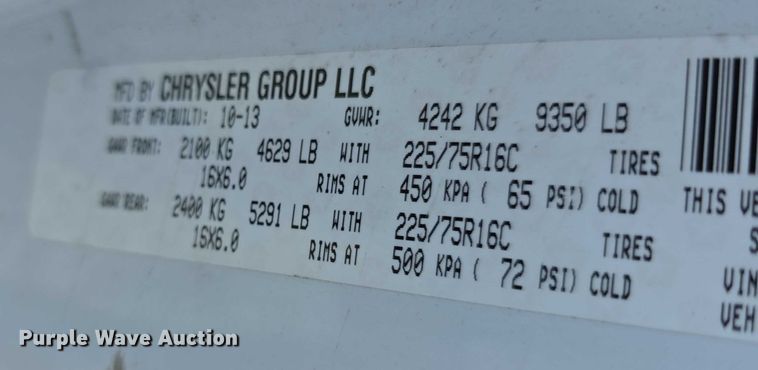 MFD BY CHRYSLER GROUP LLC
DATE OF MFR(BUILT): 10-13 GVWR: 4242 KG 9350 LB
GAWR FRONT: 2100 KG 4629 LB WITH 225/75R16C TIRES
16X6.0 RIMS AT 450 KPA ( 65 PSI) COLD THIS VE
GAWR REAR: 2400 KG 5291 LB WITH 225/75R16C TIRES S
16X6.0 RIMS AT 500 KPA ( 72 PSI) COLD VIN
VEH
Purple Wave Auction